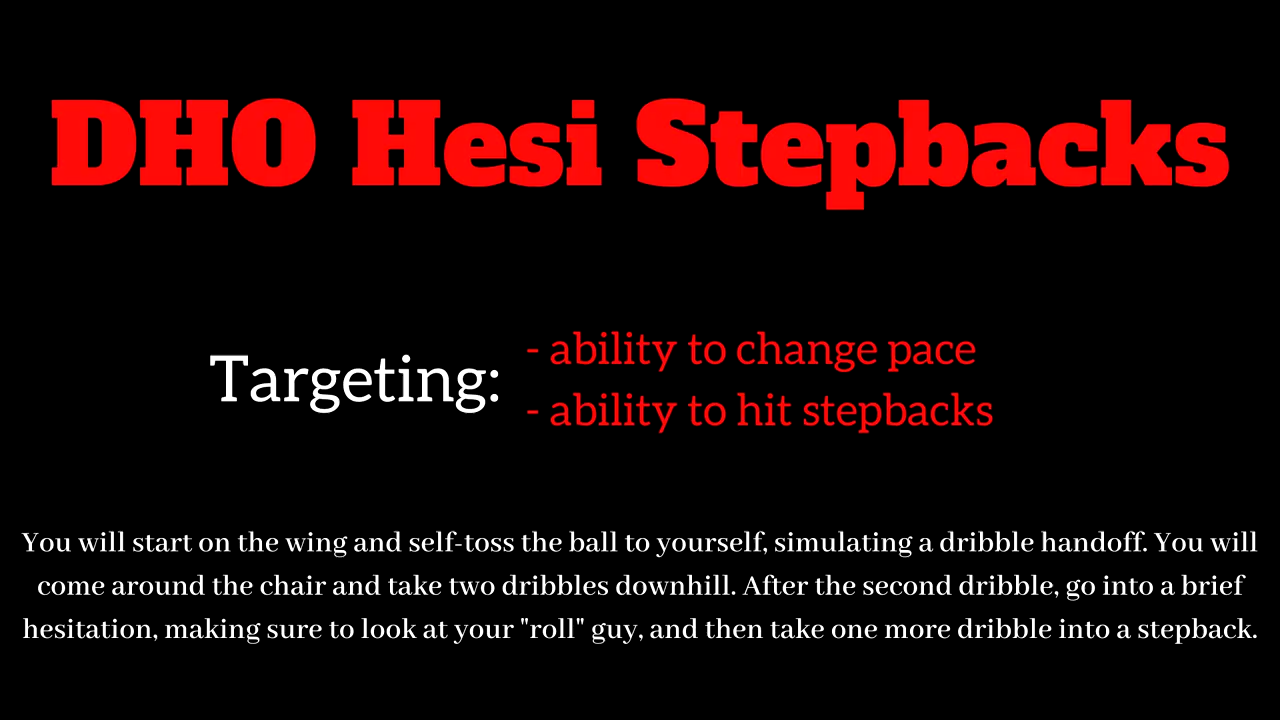 DHO Hesi Stepbacks
Targeting:
- ability to change pace
- ability to hit stepbacks
You will start on the wing and self-toss the ball to yourself, simulating a dribble handoff. You will
come around the chair and take two dribbles downhill. After the second dribble, go into a brief
hesitation, making sure to look at your "roll" guy, and then take one more dribble into a stepback.